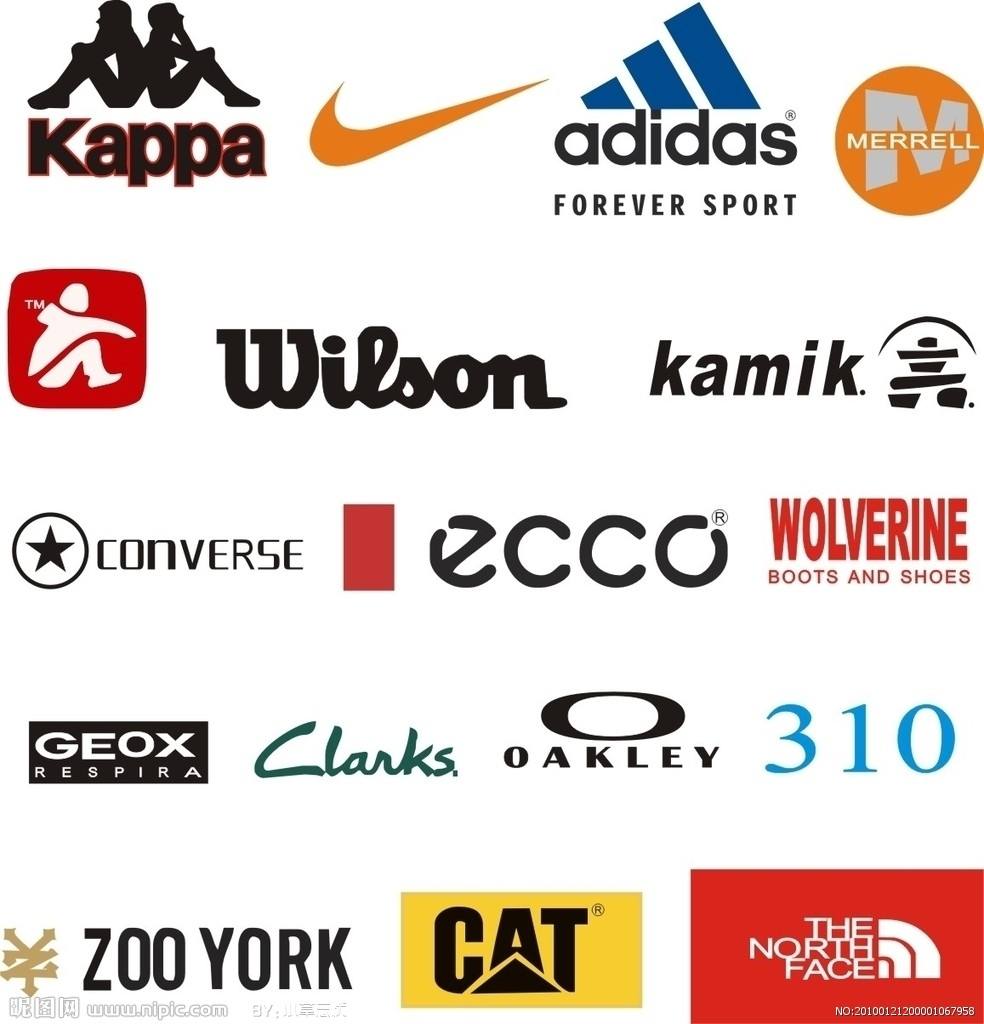 Kappa
adidas®
FOREVER SPORT
MERRELL
TM
Wilson
kamik.
CONVERSE
ecco®
WOLVERINE
BOOTS AND SHOES
GEOX
RESPIRA
Clarks.
OAKLEY
310
ZOO YORK
CAT®
THE
NORTH
FACE
昵图网 www.nipic.com
BY:
NO:20100121200001067958